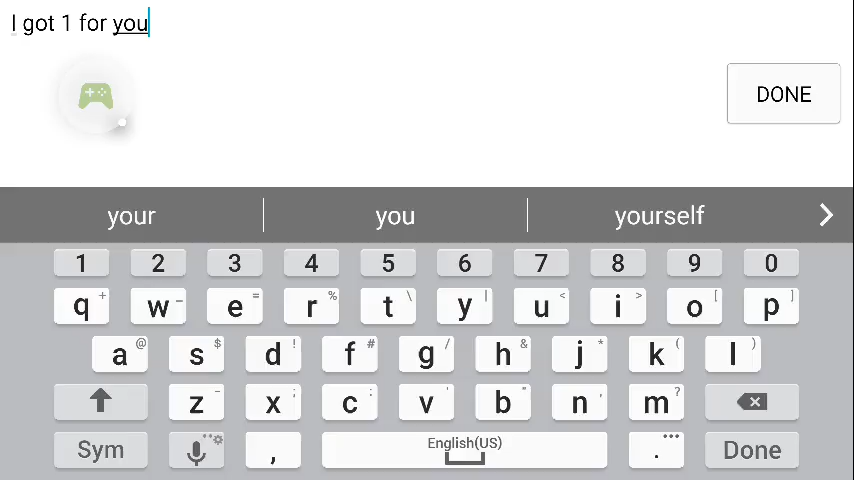 I got 1 for you
DONE
your you yourself
1 2 3 4 5 6 7 8 9 0
q + w - e = r % t \ y | u < i > o [ p ]
a @ s $ d ! f # g / h & j * k ( l )
z - x ; c : v ' b " n , m ?
Sym , English(US) . Done